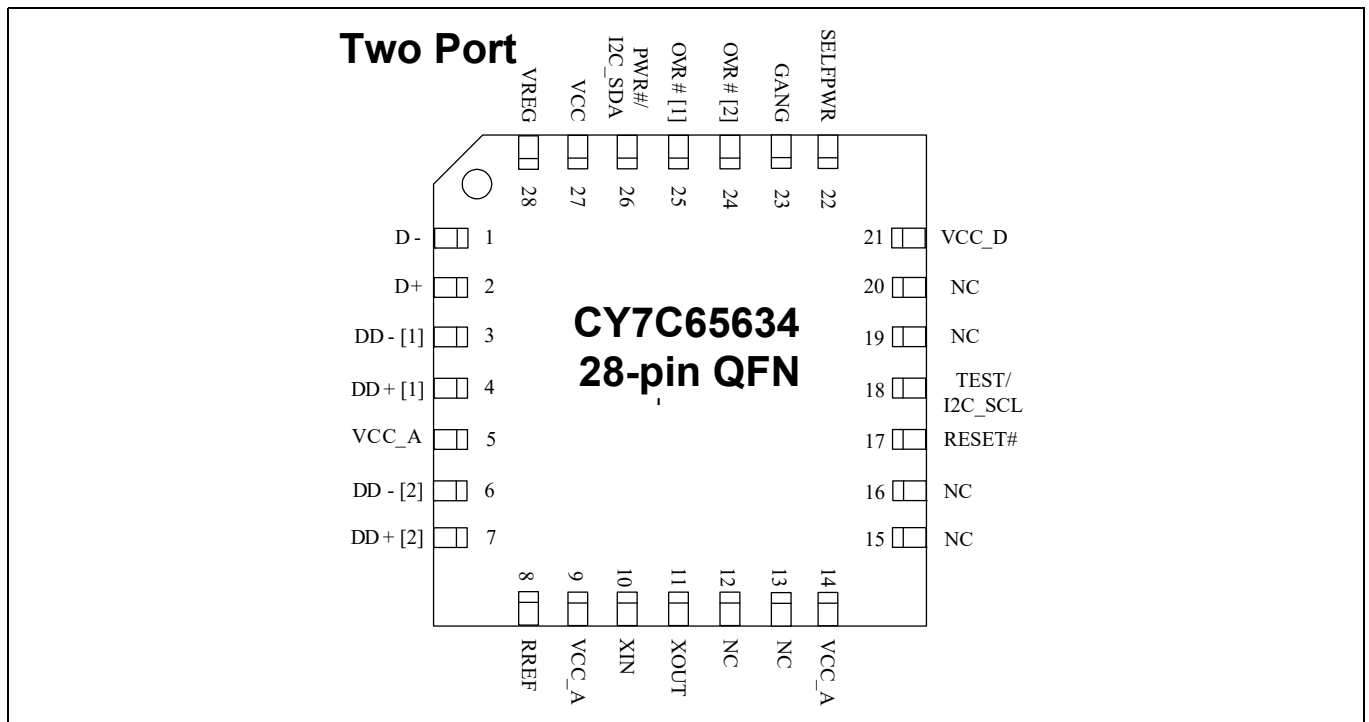 Two Port
VREG
VCC
PWR#/
I2C_SDA
OVR # [1]
OVR # [2]
GANG
SELFPWR
28
27
26
25
24
23
22
D -
1
D+
2
DD - [1]
3
DD + [1]
4
VCC_A
5
DD - [2]
6
DD + [2]
7
CY7C65634
28-pin QFN
21
VCC_D
20
NC
19
NC
18
TEST/
I2C_SCL
17
RESET#
16
NC
15
NC
8
9
10
11
12
13
14
RREF
VCC_A
XIN
XOUT
NC
NC
VCC_A